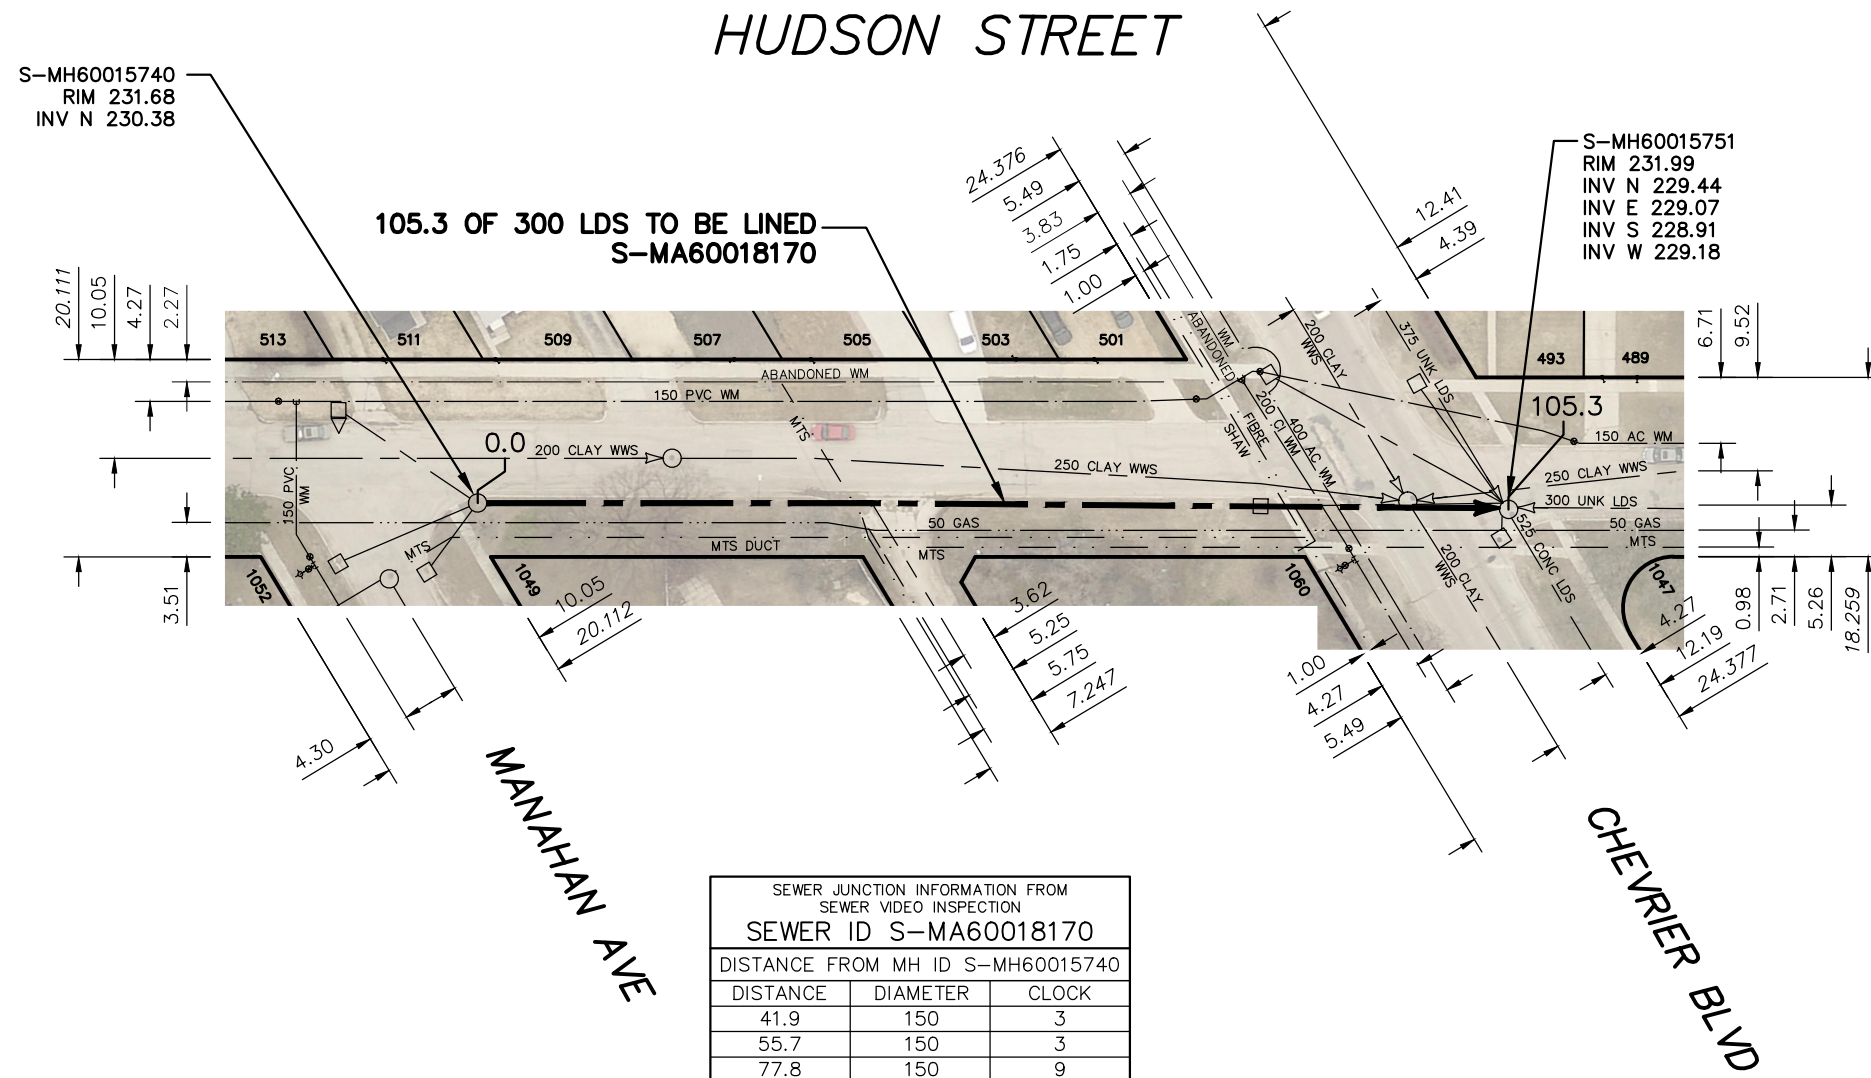 HUDSON STREET
S-MH60015740
RIM 231.68
INV N 230.38
105.3 OF 300 LDS TO BE LINED
S-MA60018170
S-MH60015751
RIM 231.99
INV N 229.44
INV E 229.07
INV S 228.91
INV W 229.18
24.376
5.49
3.83
1.75
1.00
12.41
4.39
20.111
10.05
4.27
2.27
6.71
9.52
513
511
509
507
505
503
501
493
489
ABANDONED WM
150 PVC WM
MTS
ABANDONED
WM
200 CLAY
WWS
375 UNK LDS
0.0
200 CLAY WWS
250 CLAY WWS
FIBRE
SHAW
200 CI WM
400 AC WM
105.3
150 AC WM
250 CLAY WWS
300 UNK LDS
150 PVC
WM
50 GAS
50 GAS
MTS
MTS DUCT
MTS
MTS
200 CLAY
WWS
525 CONC LDS
1052
1049
1060
1047
3.51
10.05
20.112
3.62
5.25
5.75
7.247
1.00
4.27
5.49
4.27
12.19
24.377
0.98
2.71
5.26
18.259
4.30
MANAHAN AVE
CHEVRIER BLVD
SEWER JUNCTION INFORMATION FROM
SEWER VIDEO INSPECTION
SEWER ID S-MA60018170
DISTANCE FROM MH ID S-MH60015740
DISTANCE DIAMETER CLOCK
41.9 150 3
55.7 150 3
77.8 150 9